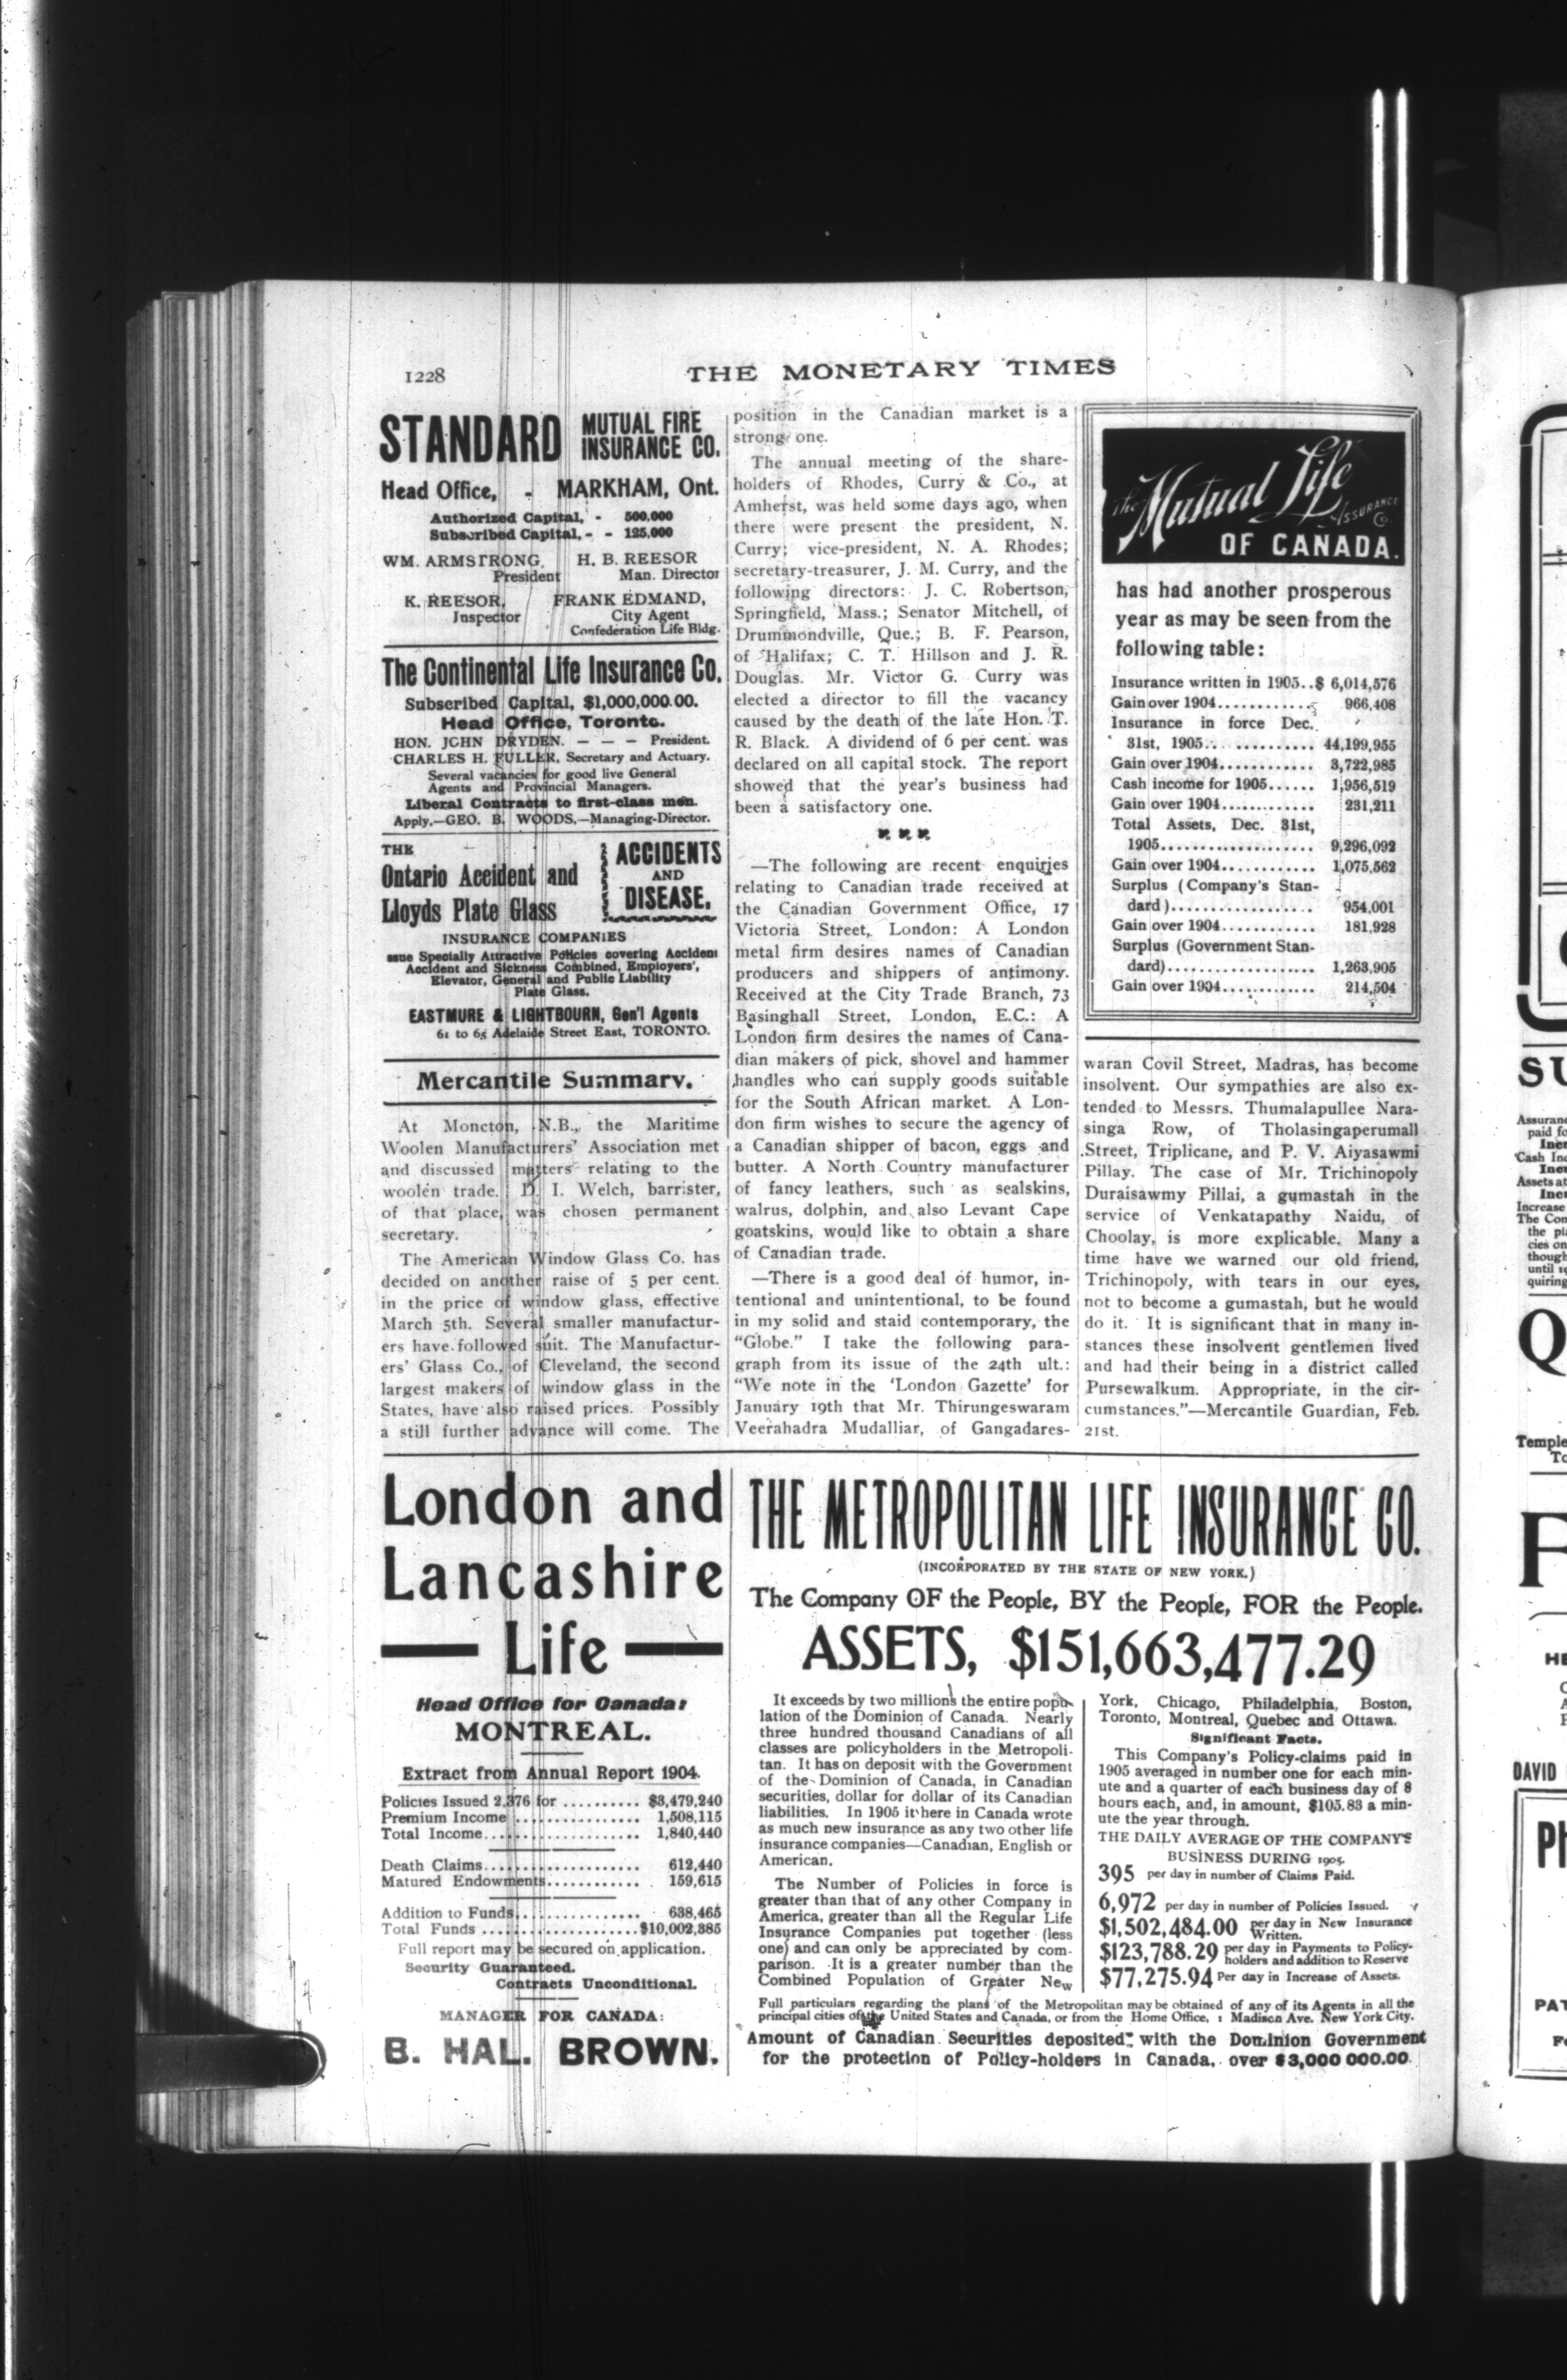 1228
THE MONETARY TIMES
STANDARD MUTUAL FIRE
INSURANCE CO.
Head Office, - MARKHAM, Ont.
Authorized Capital, - 500,000
Subscribed Capital, - - 125,000
WM. ARMSTRONG, H. B. REESOR
President Man. Director
K. REESOR, FRANK EDMAND,
Inspector City Agent
Confederation Life Bldg.
The Continental Life Insurance Co.
Subscribed Capital, $1,000,000.00.
Head Office, Toronto.
HON. JOHN DRYDEN. — — — President.
CHARLES H. FULLER, Secretary and Actuary.
Several vacancies for good live General
Agents and Provincial Managers.
Liberal Contracts to first-class men.
Apply,—GEO. B. WOODS,—Managing-Director.
THE
Ontario Accident and
Lloyds Plate Glass
ACCIDENTS
AND
DISEASE.
INSURANCE COMPANIES
ssue Specially Attractive Policies covering Accident
Accident and Sickness Combined, Employers',
Elevator, General and Public Liability
Plate Glass.
EASTMURE & LIGHTBOURN, Gen'l Agents
61 to 65 Adelaide Street East, TORONTO.
Mercantile Summary.
At Moncton, N.B., the Maritime
Woolen Manufacturers' Association met
and discussed matters relating to the
woolen trade. D. I. Welch, barrister,
of that place, was chosen permanent
secretary.
The American Window Glass Co. has
decided on another raise of 5 per cent.
in the price of window glass, effective
March 5th. Several smaller manufactur-
ers have followed suit. The Manufactur-
ers' Glass Co., of Cleveland, the second
largest makers of window glass in the
States, have also raised prices. Possibly
a still further advance will come. The
position in the Canadian market is a
strong one.
The annual meeting of the share-
holders of Rhodes, Curry & Co., at
Amherst, was held some days ago, when
there were present the president, N.
Curry; vice-president, N. A. Rhodes;
secretary-treasurer, J. M. Curry, and the
following directors: J. C. Robertson,
Springfield, Mass.; Senator Mitchell, of
Drummondville, Que.; B. F. Pearson,
of Halifax; C. T. Hillson and J. R.
Douglas. Mr. Victor G. Curry was
elected a director to fill the vacancy
caused by the death of the late Hon. T.
R. Black. A dividend of 6 per cent. was
declared on all capital stock. The report
showed that the year's business had
been a satisfactory one.
—The following are recent enquiries
relating to Canadian trade received at
the Canadian Government Office, 17
Victoria Street, London: A London
metal firm desires names of Canadian
producers and shippers of antimony.
Received at the City Trade Branch, 73
Basinghall Street, London, E.C.: A
London firm desires the names of Cana-
dian makers of pick, shovel and hammer
handles who can supply goods suitable
for the South African market. A Lon-
don firm wishes to secure the agency of
a Canadian shipper of bacon, eggs and
butter. A North Country manufacturer
of fancy leathers, such as sealskins,
walrus, dolphin, and also Levant Cape
goatskins, would like to obtain a share
of Canadian trade.
—There is a good deal of humor, in-
tentional and unintentional, to be found
in my solid and staid contemporary, the
"Globe." I take the following para-
graph from its issue of the 24th ult.:
"We note in the 'London Gazette' for
January 19th that Mr. Thirungeswaram
Veerahadra Mudalliar, of Gangadares-
The Mutual Life
ASSURANCE
Co.
OF CANADA.
has had another prosperous
year as may be seen from the
following table:
Insurance written in 1905..$ 6,014,576
Gain over 1904............ 966,408
Insurance in force Dec.
31st, 1905............. 44,199,955
Gain over 1904............ 3,722,985
Cash income for 1905...... 1,956,519
Gain over 1904............ 231,211
Total Assets, Dec. 31st,
1905................... 9,296,092
Gain over 1904............ 1,075,562
Surplus (Company's Stan-
dard).................. 954,001
Gain over 1904............ 181,928
Surplus (Government Stan-
dard).................. 1,263,905
Gain over 1904............ 214,504
waran Covil Street, Madras, has become
insolvent. Our sympathies are also ex-
tended to Messrs. Thumalapullee Nara-
singa Row, of Tholasingaperumall
Street, Triplicane, and P. V. Aiyasawmi
Pillay. The case of Mr. Trichinopoly
Duraisawmy Pillai, a gumastah in the
service of Venkatapathy Naidu, of
Choolay, is more explicable. Many a
time have we warned our old friend,
Trichinopoly, with tears in our eyes,
not to become a gumastah, but he would
do it. It is significant that in many in-
stances these insolvent gentlemen lived
and had their being in a district called
Pursewalkum. Appropriate, in the cir-
cumstances."—Mercantile Guardian, Feb.
21st.
London and
Lancashire
Life
Head Office for Canada:
MONTREAL.
Extract from Annual Report 1904.
Policies Issued 2,376 for .......... $3,479,240
Premium Income ................ 1,508,115
Total Income.................... 1,840,440
Death Claims.................... 612,440
Matured Endowments............ 159,615
Addition to Funds................ 638,465
Total Funds ....................$10,002,385
Full report may be secured on application.
Security Guaranteed.
Contracts Unconditional.
MANAGER FOR CANADA:
B. HAL. BROWN.
THE METROPOLITAN LIFE INSURANCE CO.
(INCORPORATED BY THE STATE OF NEW YORK.)
The Company OF the People, BY the People, FOR the People.
ASSETS, $151,663,477.29
It exceeds by two millions the entire popu-
lation of the Dominion of Canada. Nearly
three hundred thousand Canadians of all
classes are policyholders in the Metropoli-
tan. It has on deposit with the Government
of the Dominion of Canada, in Canadian
securities, dollar for dollar of its Canadian
liabilities. In 1905 it here in Canada wrote
as much new insurance as any two other life
insurance companies—Canadian, English or
American.
The Number of Policies in force is
greater than that of any other Company in
America, greater than all the Regular Life
Insurance Companies put together (less
one) and can only be appreciated by com-
parison. It is a greater number than the
Combined Population of Greater New
York, Chicago, Philadelphia, Boston,
Toronto, Montreal, Quebec and Ottawa.
Significant Facts.
This Company's Policy-claims paid in
1905 averaged in number one for each min-
ute and a quarter of each business day of 8
hours each, and, in amount, $105.83 a min-
ute the year through.
THE DAILY AVERAGE OF THE COMPANY'S
BUSINESS DURING 1905.
395 per day in number of Claims Paid.
6,972 per day in number of Policies Issued.
$1,502,484.00 per day in New Insurance
Written.
$123,788.29 per day in Payments to Policy-
holders and addition to Reserve
$77,275.94 Per day in Increase of Assets.
Full particulars regarding the plans of the Metropolitan may be obtained of any of its Agents in all the
principal cities of the United States and Canada, or from the Home Office, 1 Madison Ave. New York City.
Amount of Canadian Securities deposited with the Dominion Government
for the protection of Policy-holders in Canada, over $3,000 000.00.
SU
Assuran
paid fo
Incr
Cash Inc
Incr
Assets at
Incr
Increase
The Con
the pl
cies on
though
until 19
quiring
Q
Temple
To
F
HE
DAVID
PH
PAT